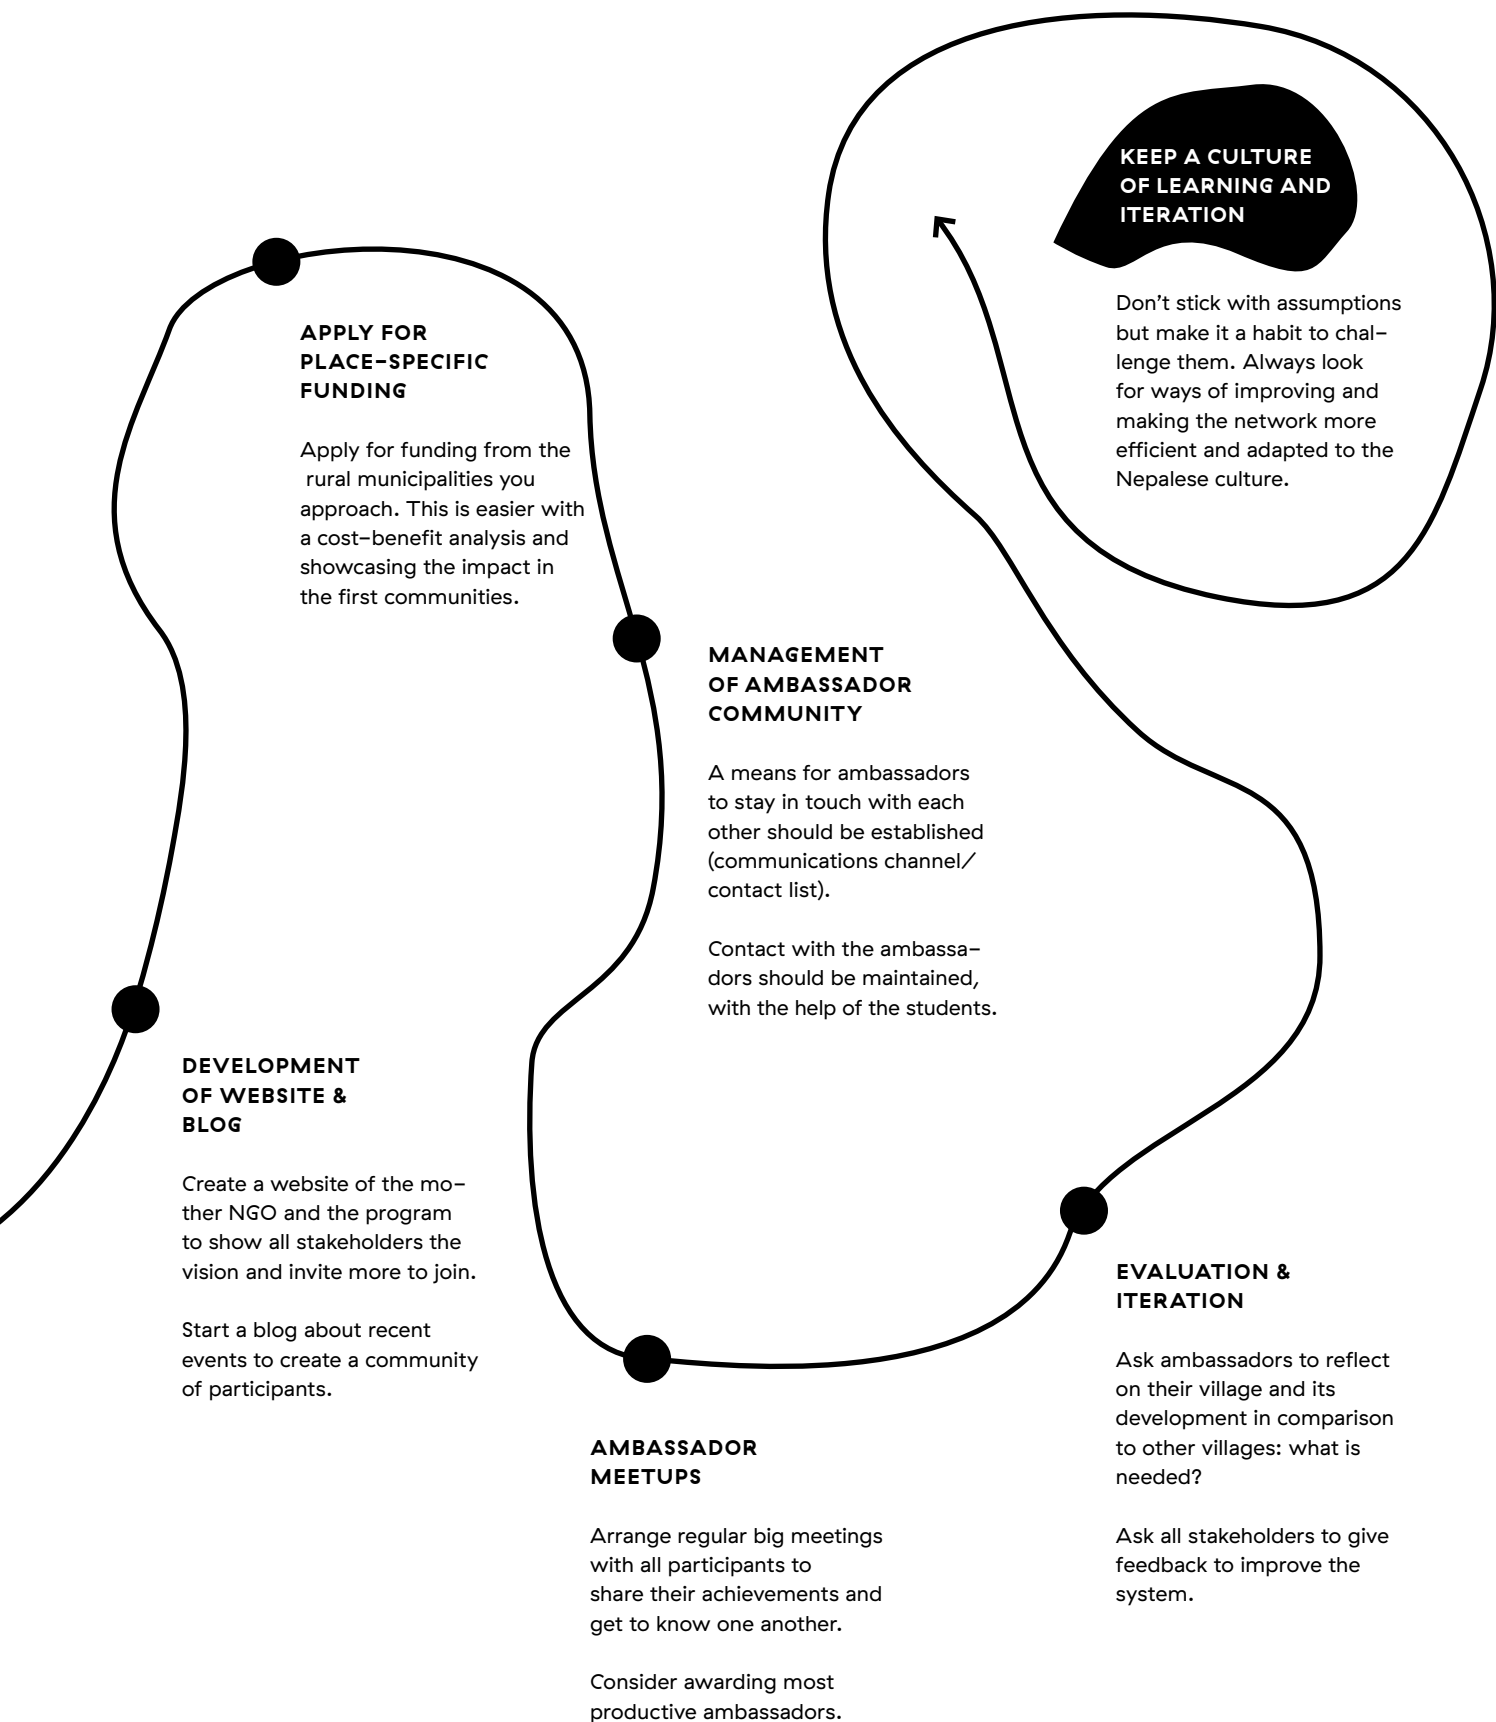 KEEP A CULTURE
OF LEARNING AND
ITERATION
Don't stick with assumptions
but make it a habit to chal-
lenge them. Always look
for ways of improving and
making the network more
efficient and adapted to the
Nepalese culture.
APPLY FOR
PLACE-SPECIFIC
FUNDING
Apply for funding from the
rural municipalities you
approach. This is easier with
a cost-benefit analysis and
showcasing the impact in
the first communities.
MANAGEMENT
OF AMBASSADOR
COMMUNITY
A means for ambassadors
to stay in touch with each
other should be established
(communications channel/
contact list).
Contact with the ambassa-
dors should be maintained,
with the help of the students.
DEVELOPMENT
OF WEBSITE &
BLOG
Create a website of the mo-
ther NGO and the program
to show all stakeholders the
vision and invite more to join.
Start a blog about recent
events to create a community
of participants.
EVALUATION &
ITERATION
Ask ambassadors to reflect
on their village and its
development in comparison
to other villages: what is
needed?
Ask all stakeholders to give
feedback to improve the
system.
AMBASSADOR
MEETUPS
Arrange regular big meetings
with all participants to
share their achievements and
get to know one another.
Consider awarding most
productive ambassadors.